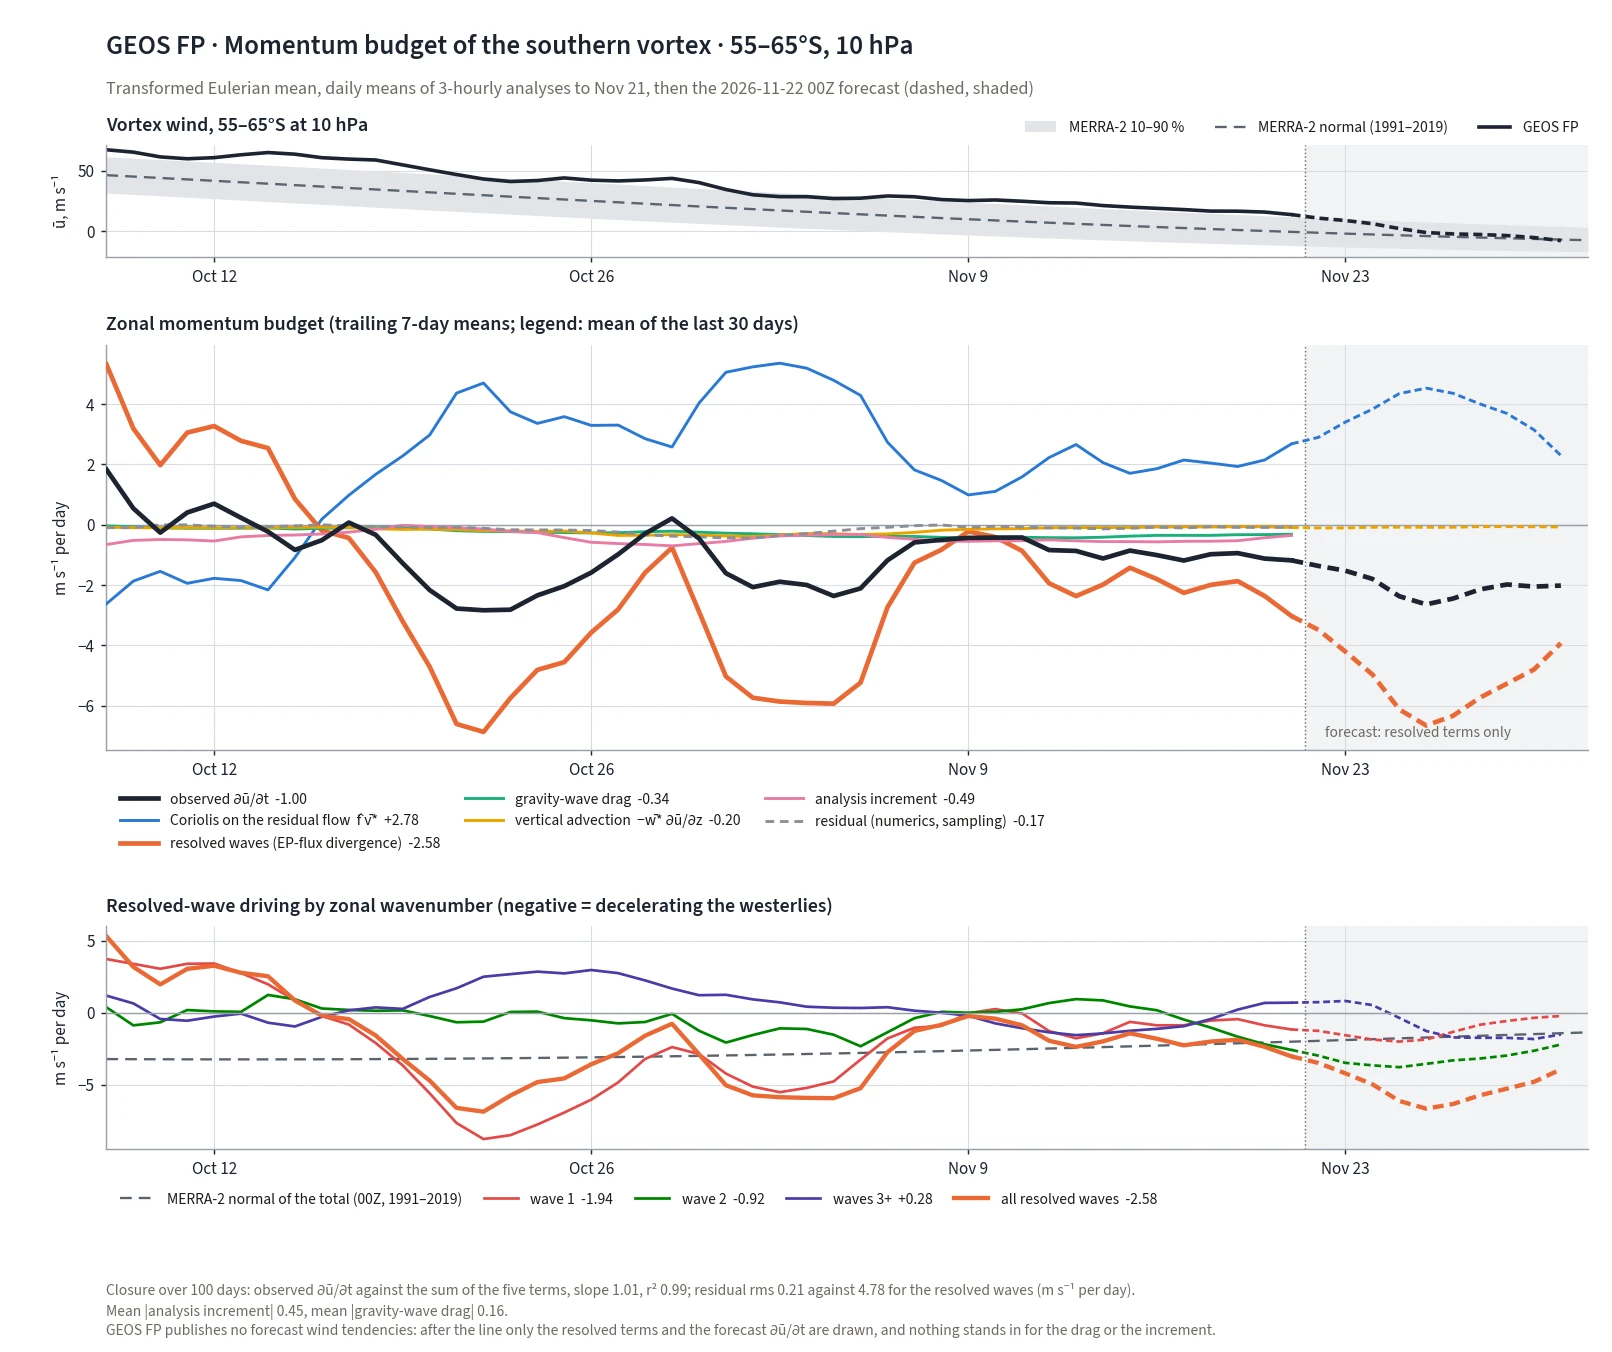 GEOS FP · Momentum budget of the southern vortex · 55–65°S, 10 hPa
Transformed Eulerian mean, daily means of 3-hourly analyses to Nov 21, then the 2026-11-22 00Z forecast (dashed, shaded)
Vortex wind, 55–65°S at 10 hPa
MERRA-2 10–90 %
MERRA-2 normal (1991–2019)
GEOS FP
ū, m s⁻¹
50
0
Oct 12
Oct 26
Nov 9
Nov 23
Zonal momentum budget (trailing 7-day means; legend: mean of the last 30 days)
m s⁻¹ per day
4
2
0
−2
−4
−6
forecast: resolved terms only
Oct 12
Oct 26
Nov 9
Nov 23
observed ∂ū/∂t -1.00
Coriolis on the residual flow f v̄* +2.78
resolved waves (EP-flux divergence) -2.58
gravity-wave drag -0.34
vertical advection −w̄* ∂ū/∂z -0.20
analysis increment -0.49
residual (numerics, sampling) -0.17
Resolved-wave driving by zonal wavenumber (negative = decelerating the westerlies)
m s⁻¹ per day
5
0
−5
Oct 12
Oct 26
Nov 9
Nov 23
MERRA-2 normal of the total (00Z, 1991–2019)
wave 1 -1.94
wave 2 -0.92
waves 3+ +0.28
all resolved waves -2.58
Closure over 100 days: observed ∂ū/∂t against the sum of the five terms, slope 1.01, r² 0.99; residual rms 0.21 against 4.78 for the resolved waves (m s⁻¹ per day).
Mean |analysis increment| 0.45, mean |gravity-wave drag| 0.16.
GEOS FP publishes no forecast wind tendencies: after the line only the resolved terms and the forecast ∂ū/∂t are drawn, and nothing stands in for the drag or the increment.